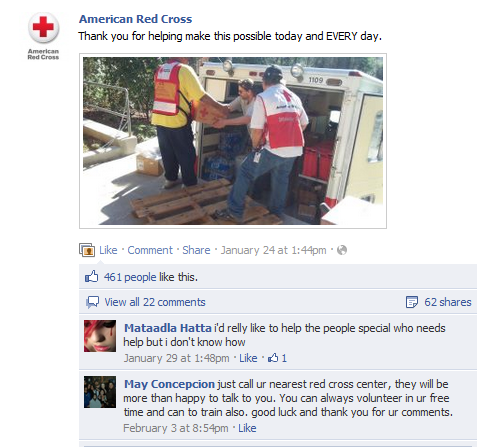 American Red Cross
Thank you for helping make this possible today and EVERY day.
American
Red Cross
1109
Like · Comment · Share · January 24 at 1:44pm ·
461 people like this.
View all 22 comments
62 shares
Mataadla Hatta i'd relly like to help the people special who needs
help but i don't know how
January 29 at 1:48pm · Like · 1
May Concepcion just call ur nearest red cross center, they will be
more than happy to talk to you. You can always volunteer in ur free
time and can to train also. good luck and thank you for ur comments.
February 3 at 8:54pm · Like